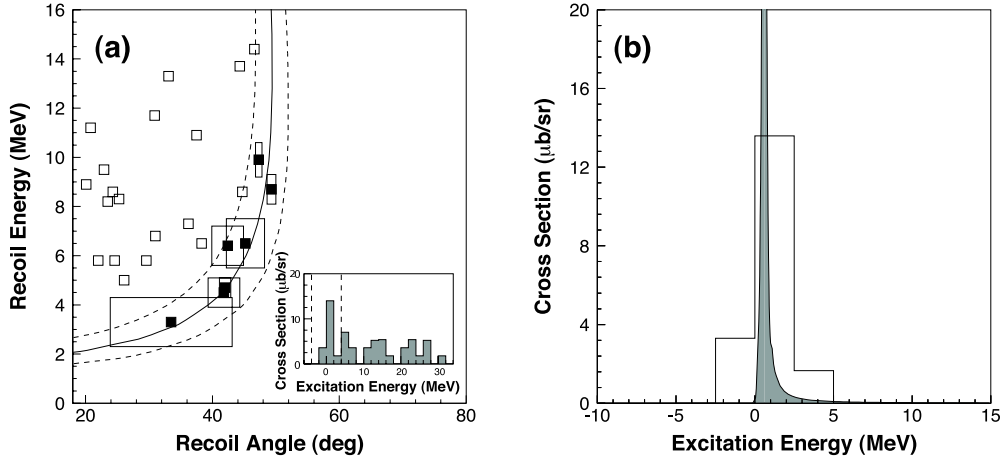 (a)
Recoil Energy (MeV)
16
14
12
10
8
6
4
2
0
20 40 60 80
Recoil Angle (deg)
Cross Section (μb/sr)
20
10
0
0 10 20 30
Excitation Energy (MeV)
(b)
Cross Section (μb/sr)
20
16
12
8
4
0
-10 -5 0 5 10 15
Excitation Energy (MeV)